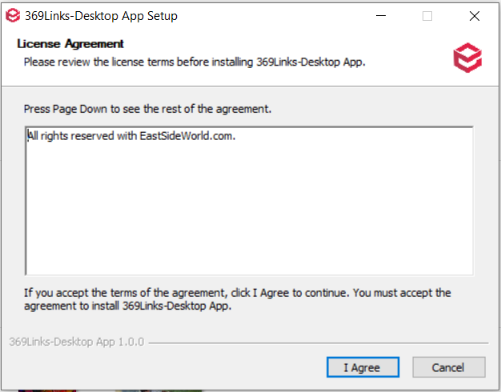 369Links-Desktop App Setup
License Agreement
Please review the license terms before installing 369Links-Desktop App.
Press Page Down to see the rest of the agreement.
All rights reserved with EastSideWorld.com.
If you accept the terms of the agreement, click I Agree to continue. You must accept the
agreement to install 369Links-Desktop App.
369Links-Desktop App 1.0.0
I Agree
Cancel